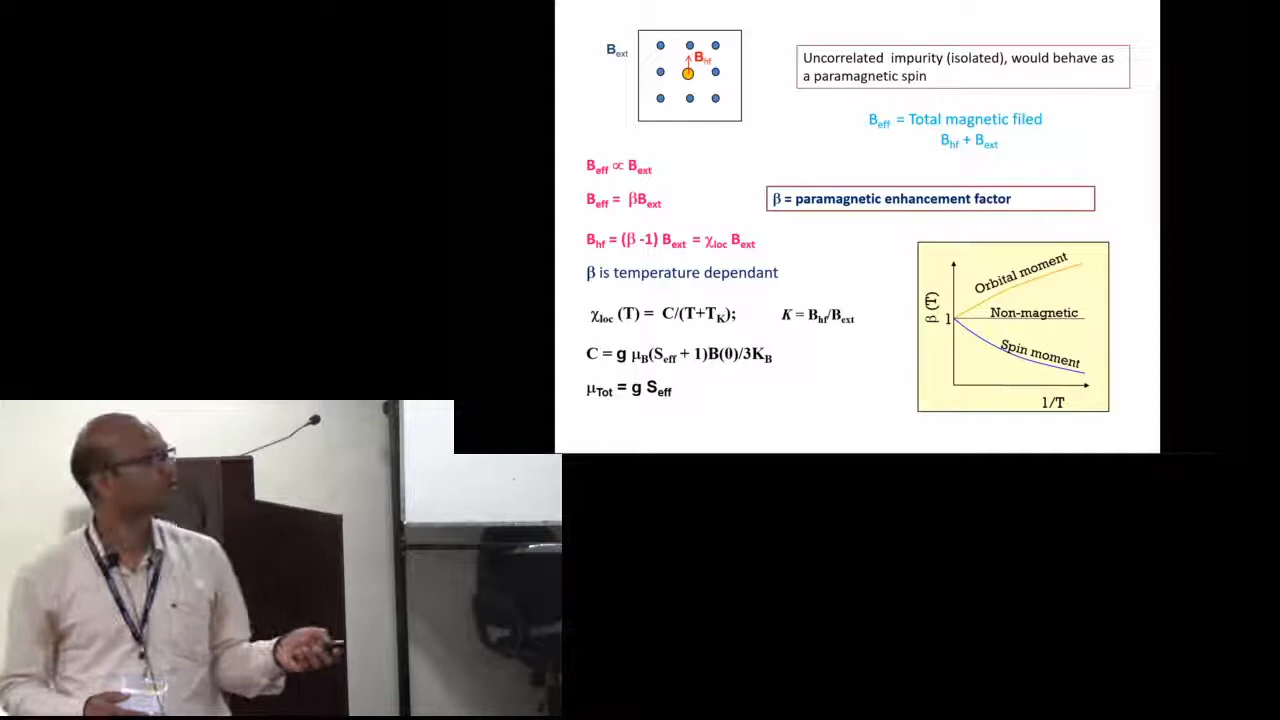 B_ext
B_hf
Uncorrelated impurity (isolated), would behave as
a paramagnetic spin
B_eff = Total magnetic filed
B_hf + B_ext
B_eff ∝ B_ext
B_eff = βB_ext
β = paramagnetic enhancement factor
B_hf = (β -1) B_ext = χ_loc B_ext
β is temperature dependant
χ_loc (T) = C/(T+T_K);
K = B_hf/B_ext
C = g μ_B(S_eff + 1)B(0)/3K_B
μ_Tot = g S_eff
Orbital moment
β (T)
Non-magnetic
1
Spin moment
1/T